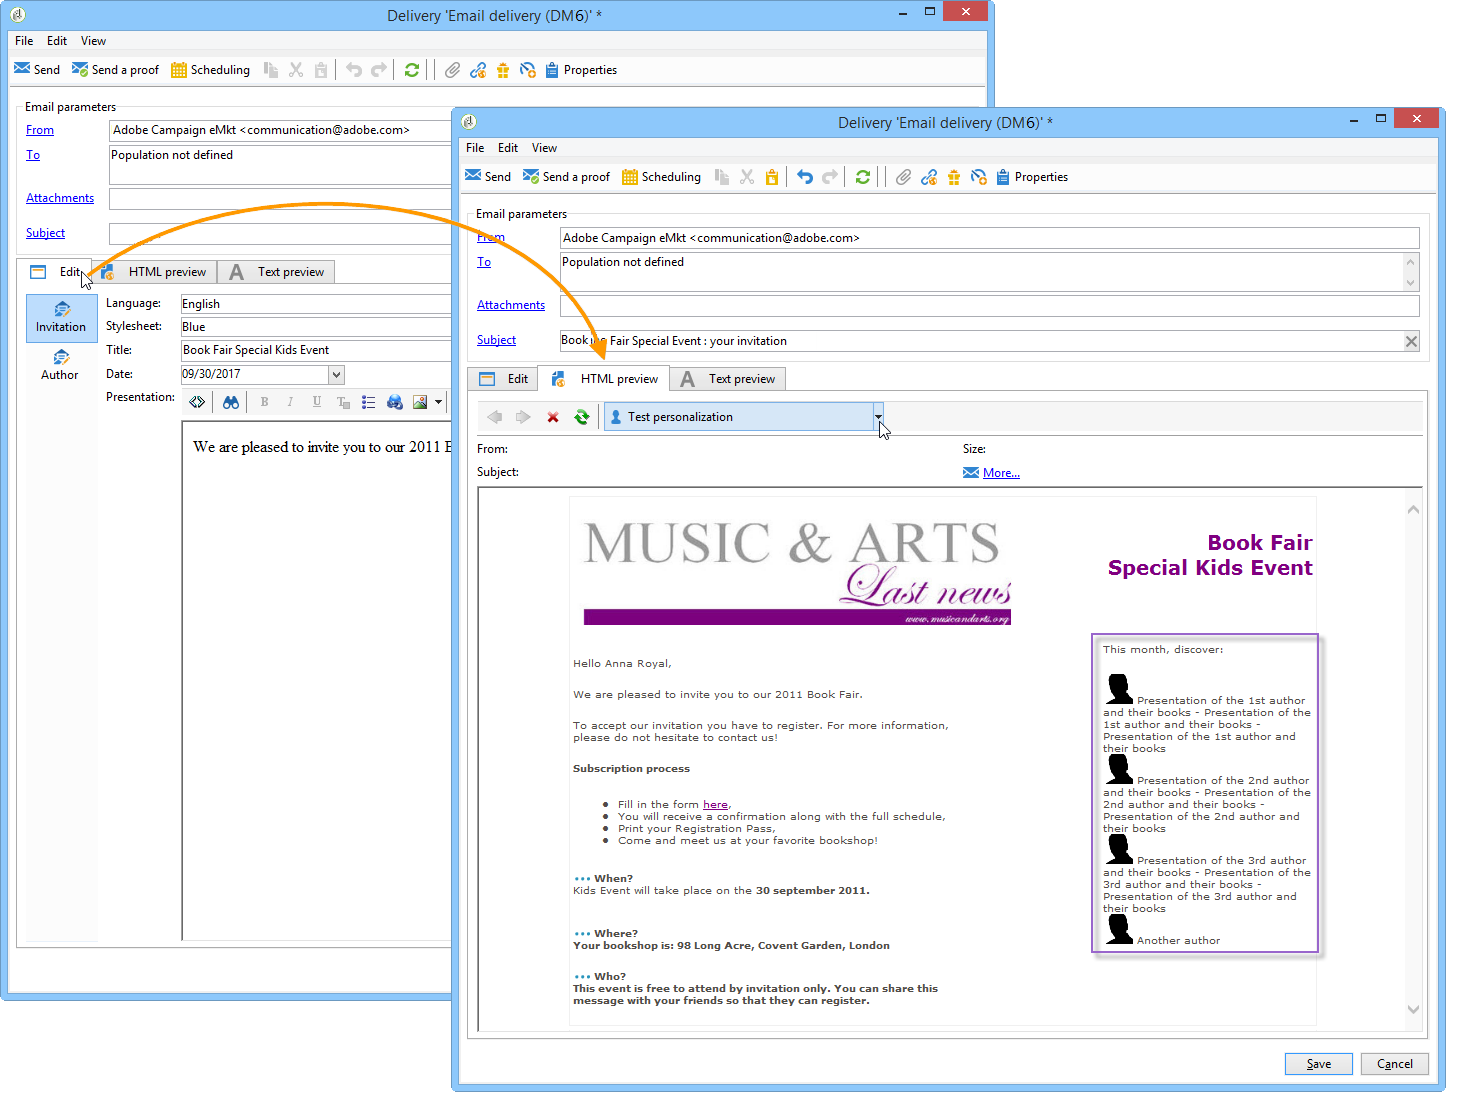 Delivery 'Email delivery (DM6)' *
File Edit View
Send Send a proof Scheduling Properties
Email parameters
From Adobe Campaign eMkt <communication@adobe.com>
To Population not defined
Attachments
Subject
Edit HTML preview Text preview
Invitation
Author
Language: English
Stylesheet: Blue
Title: Book Fair Special Kids Event
Date: 09/30/2017
Presentation:
B I U T
We are pleased to invite you to our 2011
Delivery 'Email delivery (DM6)' *
File Edit View
Send Send a proof Scheduling Properties
Email parameters
From Adobe Campaign eMkt <communication@adobe.com>
To Population not defined
Attachments
Subject Book Fair Special Event : your invitation
Edit HTML preview Text preview
Test personalization
From: Size:
Subject: More...
MUSIC & ARTS
Last news
www.musicandarts.org
Book Fair
Special Kids Event
Hello Anna Royal,
We are pleased to invite you to our 2011 Book Fair.
To accept our invitation you have to register. For more information,
please do not hesitate to contact us!
Subscription process
Fill in the form here,
You will receive a confirmation along with the full schedule,
Print your Registration Pass,
Come and meet us at your favorite bookshop!
When?
Kids Event will take place on the 30 september 2011.
Where?
Your bookshop is: 98 Long Acre, Covent Garden, London
Who?
This event is free to attend by invitation only. You can share this
message with your friends so that they can register.
This month, discover:
Presentation of the 1st author
and their books - Presentation of the
1st author and their books -
Presentation of the 1st author and
their books
Presentation of the 2nd author
and their books - Presentation of the
2nd author and their books -
Presentation of the 2nd author and
their books
Presentation of the 3rd author
and their books - Presentation of the
3rd author and their books -
Presentation of the 3rd author and
their books
Another author
Save Cancel